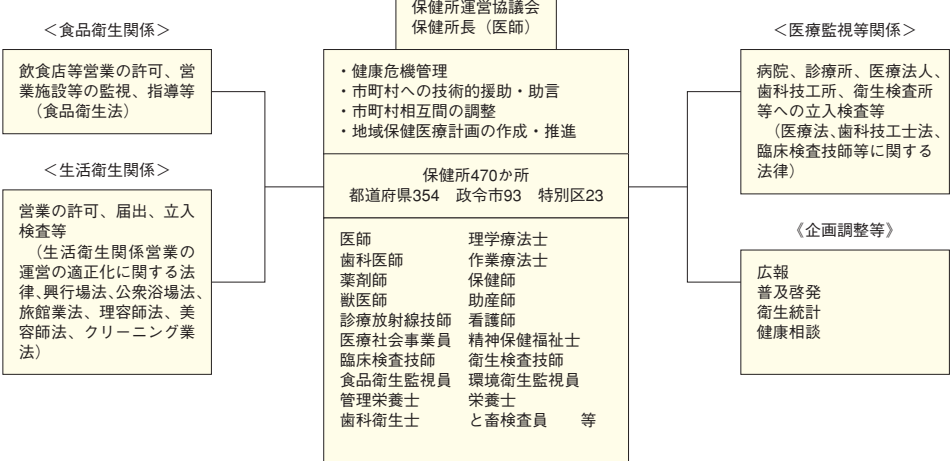 保健所運営協議会
保健所長（医師）
＜食品衛生関係＞
飲食店等営業の許可、営
業施設等の監視、指導等
（食品衛生法）
＜生活衛生関係＞
営業の許可、届出、立入
検査等
（生活衛生関係営業の
運営の適正化に関する法
律、興行場法、公衆浴場法、
旅館業法、理容師法、美
容師法、クリーニング業
法）
・健康危機管理
・市町村への技術的援助・助言
・市町村相互間の調整
・地域保健医療計画の作成・推進
保健所470か所
都道府県354　政令市93　特別区23
医師　理学療法士
歯科医師　作業療法士
薬剤師　保健師
獣医師　助産師
診療放射線技師　看護師
医療社会事業員　精神保健福祉士
臨床検査技師　衛生検査技師
食品衛生監視員　環境衛生監視員
管理栄養士　栄養士
歯科衛生士　と畜検査員　等
＜医療監視等関係＞
病院、診療所、医療法人、
歯科技工所、衛生検査所
等への立入検査等
（医療法、歯科技工士法、
臨床検査技師等に関する
法律）
《企画調整等》
広報
普及啓発
衛生統計
健康相談